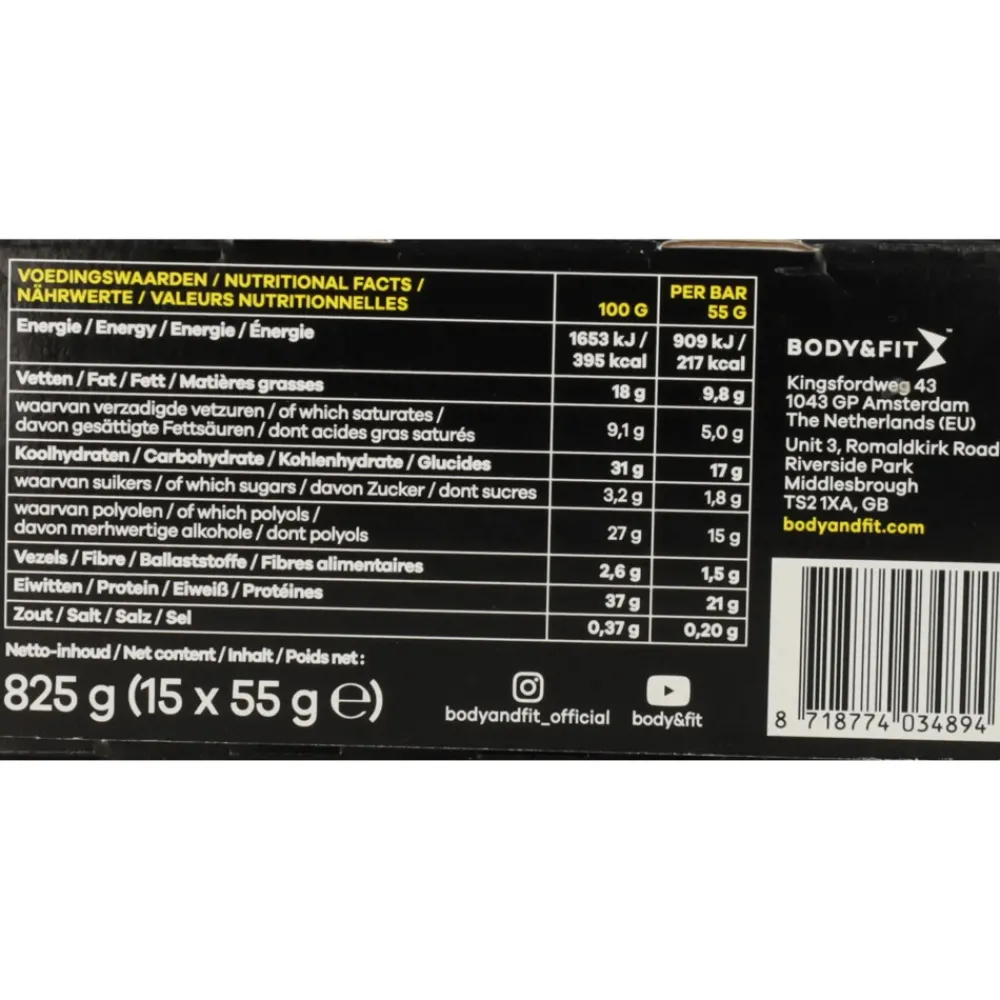 VOEDINGSWAARDEN / NUTRITIONAL FACTS /
NÄHRWERTE / VALEURS NUTRITIONNELLES
100 G
PER BAR
55 G
Energie / Energy / Energie / Énergie
1653 kJ /
395 kcal
909 kJ /
217 kcal
Vetten / Fat / Fett / Matières grasses
18 g
9,8 g
waarvan verzadigde vetzuren / of which saturates /
davon gesättigte Fettsäuren / dont acides gras saturés
9,1 g
5,0 g
Koolhydraten / Carbohydrate / Kohlenhydrate / Glucides
31 g
17 g
waarvan suikers / of which sugars / davon Zucker / dont sucres
3,2 g
1,8 g
waarvan polyolen / of which polyols /
davon merhwertige alkohole / dont polyols
27 g
15 g
Vezels / Fibre / Ballaststoffe / Fibres alimentaires
2,6 g
1,5 g
Eiwitten / Protein / Eiweiß / Protéines
37 g
21 g
Zout / Salt / Salz / Sel
0,37 g
0,20 g
Netto-inhoud / Net content / Inhalt / Poids net:
825 g (15 x 55 g ℮)
bodyandfit_official
body&fit
BODY&FIT ™
Kingsfordweg 43
1043 GP Amsterdam
The Netherlands (EU)
Unit 3, Romaldkirk Road
Riverside Park
Middlesbrough
TS2 1XA, GB
bodyandfit.com
8 718774 034894